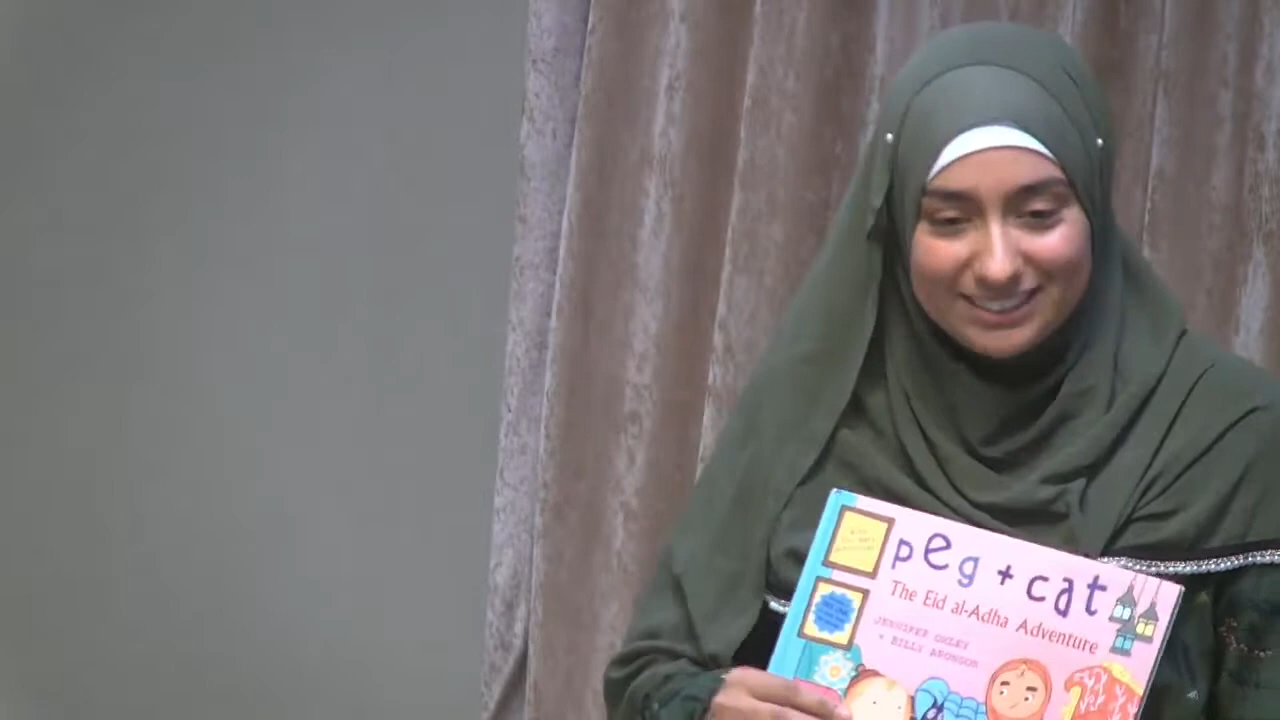 peg + cat
The Eid al-Adha Adventure
JENNIFER OXLEY
+ BILLY ARONSON